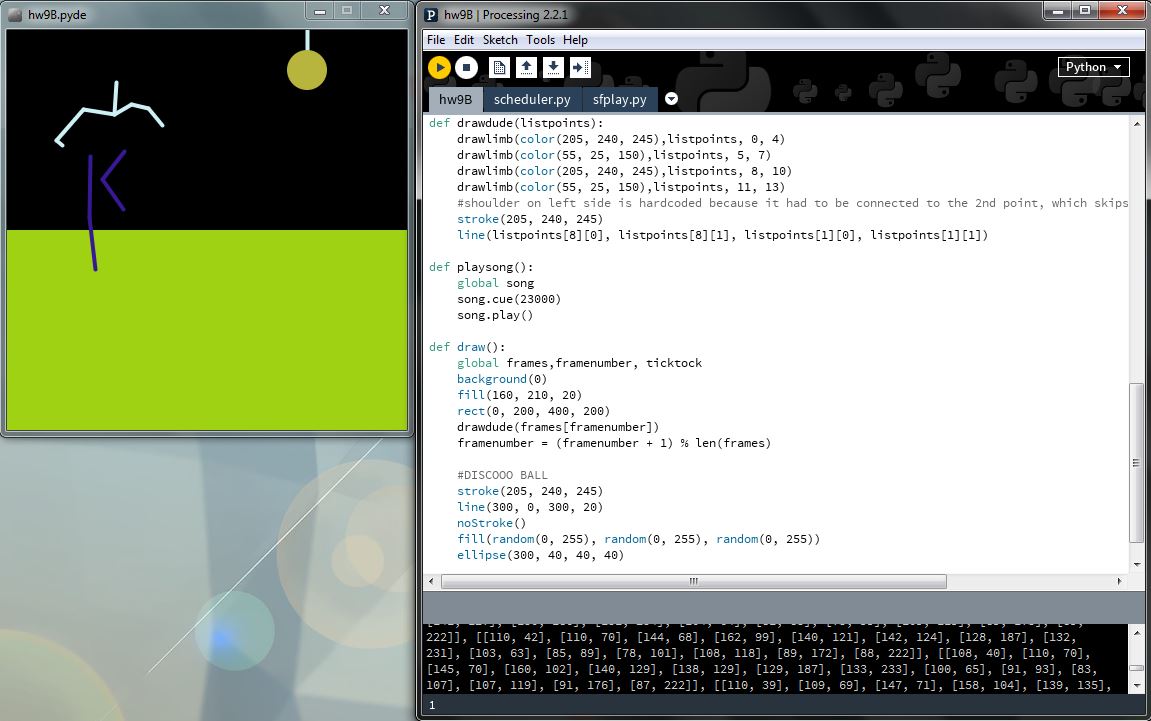 hw9B.pyde
hw9B | Processing 2.2.1
File Edit Sketch Tools Help
Python
hw9B scheduler.py sfplay.py
def drawdude(listpoints):
    drawlimb(color(205, 240, 245),listpoints, 0, 4)
    drawlimb(color(55, 25, 150),listpoints, 5, 7)
    drawlimb(color(205, 240, 245),listpoints, 8, 10)
    drawlimb(color(55, 25, 150),listpoints, 11, 13)
    #shoulder on left side is hardcoded because it had to be connected to the 2nd point, which skips
    stroke(205, 240, 245)
    line(listpoints[8][0], listpoints[8][1], listpoints[1][0], listpoints[1][1])
def playsong():
    global song
    song.cue(23000)
    song.play()
def draw():
    global frames,framenumber, ticktock
    background(0)
    fill(160, 210, 20)
    rect(0, 200, 400, 200)
    drawdude(frames[framenumber])
    framenumber = (framenumber + 1) % len(frames)
    #DISCOOO BALL
    stroke(205, 240, 245)
    line(300, 0, 300, 20)
    noStroke()
    fill(random(0, 255), random(0, 255), random(0, 255))
    ellipse(300, 40, 40, 40)
222]], [[110, 42], [110, 70], [144, 68], [162, 99], [140, 121], [142, 124], [128, 187], [132,
231], [103, 63], [85, 89], [78, 101], [108, 118], [89, 172], [88, 222]], [[108, 40], [110, 70],
[145, 70], [160, 102], [140, 129], [138, 129], [129, 187], [133, 233], [100, 65], [91, 93], [83,
107], [107, 119], [91, 176], [87, 222]], [[110, 39], [109, 69], [147, 71], [158, 104], [139, 135],
1